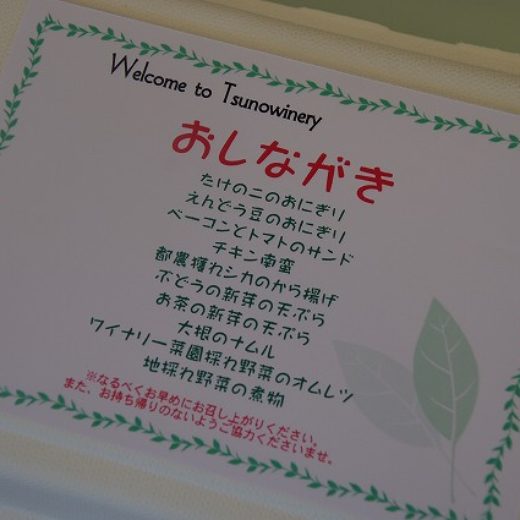 Welcome to Tsunowinery
おしながき
たけのこのおにぎり
えんどう豆のおにぎり
ベーコンとトマトのサンド
チキン南蛮
都農獲れシカのから揚げ
ぶどうの新芽の天ぷら
お茶の新芽の天ぷら
大根のナムル
ワイナリー菜園採れ野菜のオムレツ
地採れ野菜の煮物
※なるべくお早めにお召し上がりください。
また、お持ち帰りのないようご協力くださいませ。